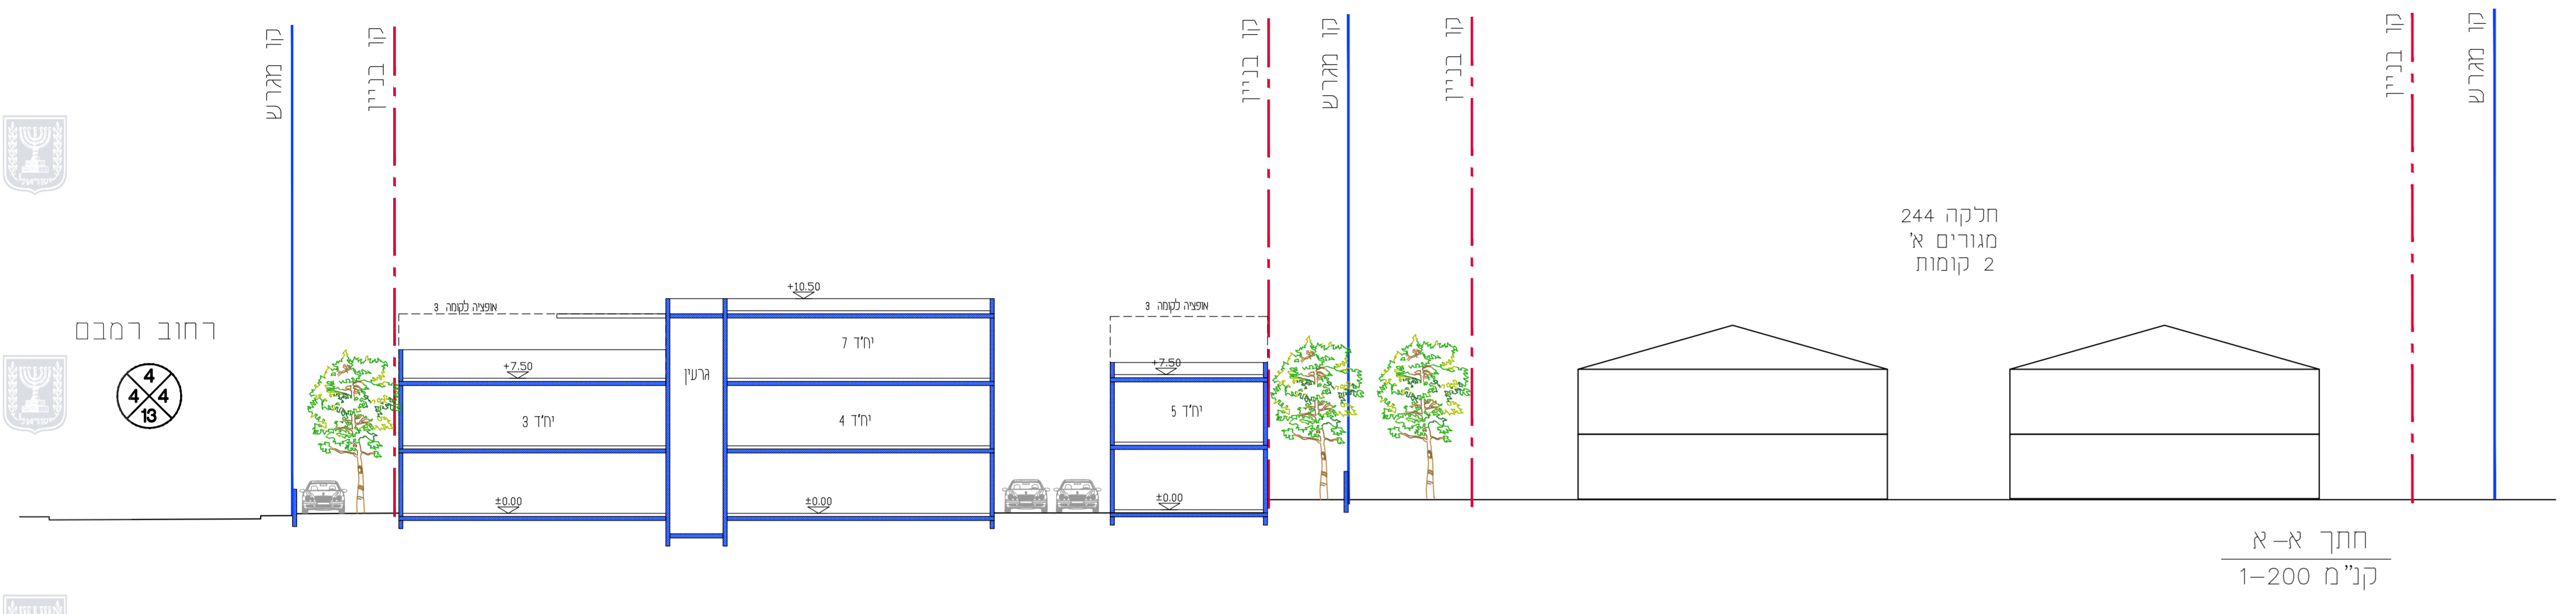 קו מגרש
קו בניין
קו בניין
קו מגרש
קו בניין
קו בניין
קו מגרש
חלקה 244
מגורים א'
2 קומות
רחוב רמבם
4
4 4
13
אופציה לקומה 3
+10.50
אופציה לקומה 3
יח'ד 7
+7.50
גרעין
+7.50
יח'ד 3
יח'ד 4
יח'ד 5
±0.00
±0.00
±0.00
חתך א-א
קנ"מ 1-200